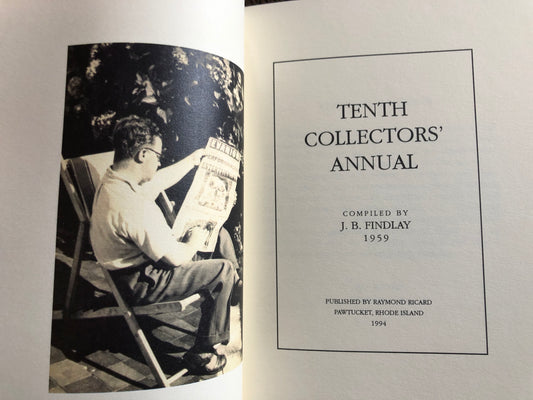 TENTH
COLLECTORS'
ANNUAL
COMPILED BY
J. B. FINDLAY
1959
PUBLISHED BY RAYMOND RICARD
PAWTUCKET, RHODE ISLAND
1994